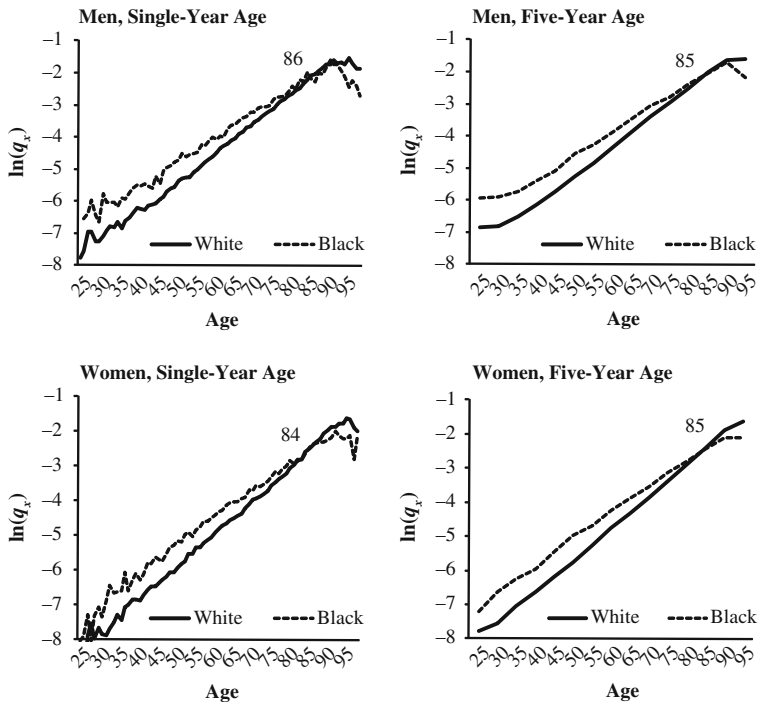 Men, Single-Year Age
Men, Five-Year Age
–1
–2
–3
–4
–5
–6
–7
–8
ln(qx)
86
White
Black
25 30 35 40 45 50 55 60 65 70 75 80 85 90 95
Age
–1
–2
–3
–4
–5
–6
–7
–8
ln(qx)
85
White
Black
25 30 35 40 45 50 55 60 65 70 75 80 85 90 95
Age
Women, Single-Year Age
Women, Five-Year Age
–1
–2
–3
–4
–5
–6
–7
–8
ln(qx)
84
White
Black
25 30 35 40 45 50 55 60 65 70 75 80 85 90 95
Age
–1
–2
–3
–4
–5
–6
–7
–8
ln(qx)
85
White
Black
25 30 35 40 45 50 55 60 65 70 75 80 85 90 95
Age